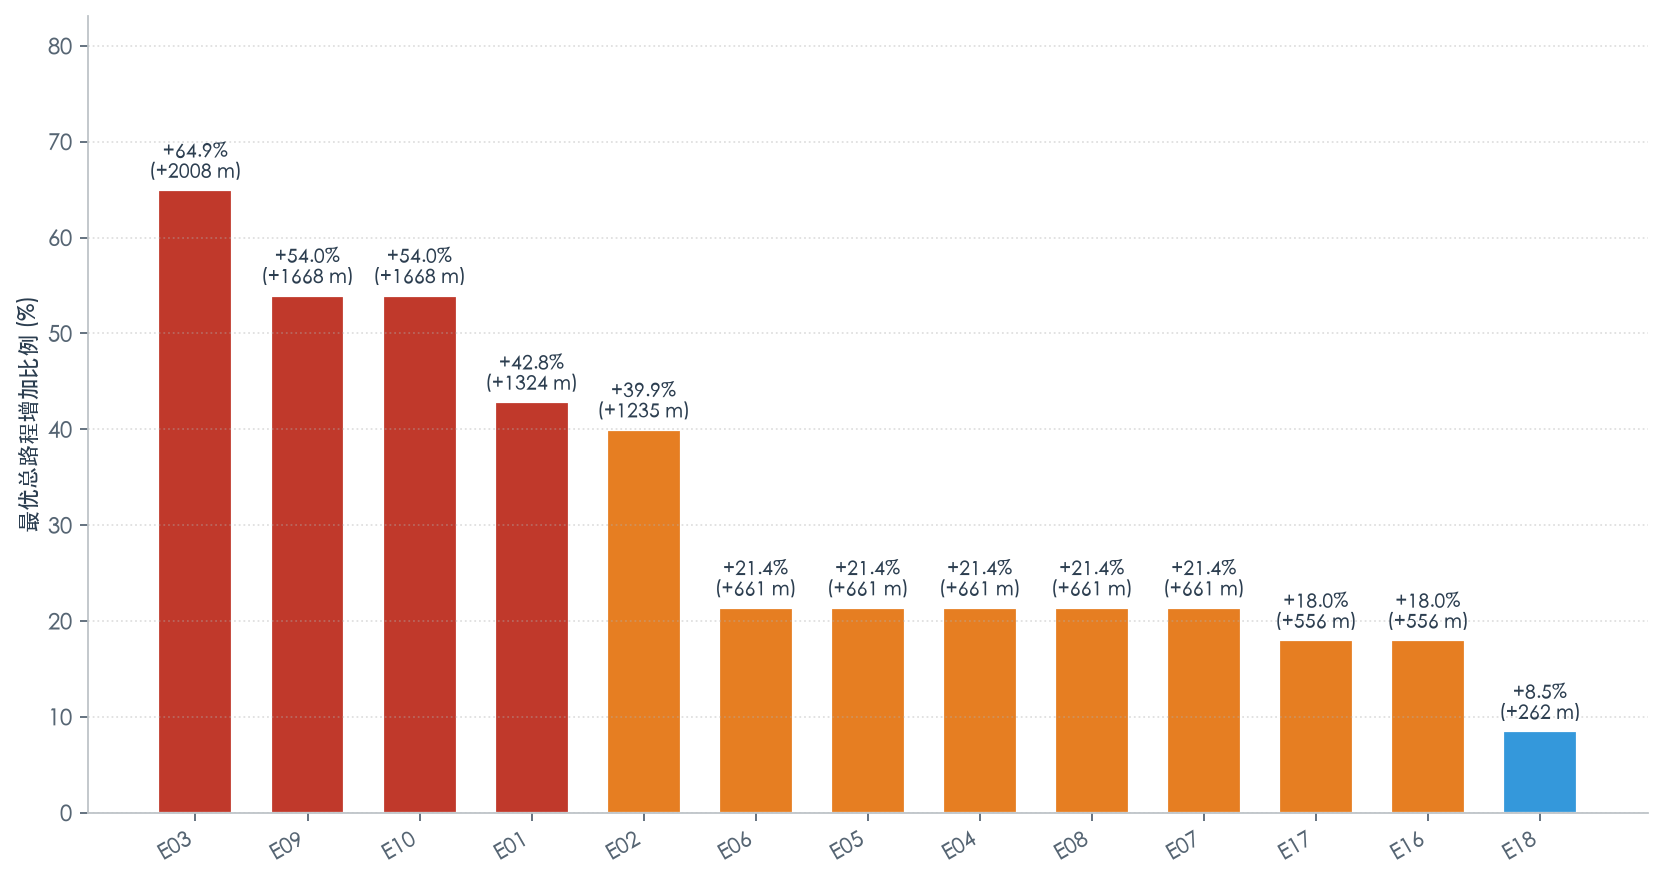 最优总路程增加比例 (%)
80
70
60
50
40
30
20
10
0
+64.9%
(+2008 m)
+54.0%
(+1668 m)
+54.0%
(+1668 m)
+42.8%
(+1324 m)
+39.9%
(+1235 m)
+21.4%
(+661 m)
+21.4%
(+661 m)
+21.4%
(+661 m)
+21.4%
(+661 m)
+21.4%
(+661 m)
+18.0%
(+556 m)
+18.0%
(+556 m)
+8.5%
(+262 m)
E03
E09
E10
E01
E02
E06
E05
E04
E08
E07
E17
E16
E18